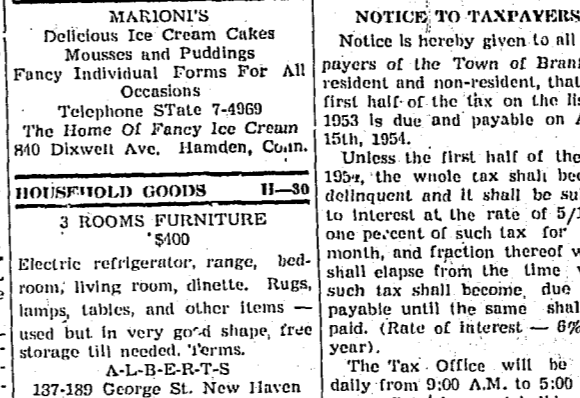 MARIONI'S
Delicious Ice Cream Cakes
Mousses and Puddings
Fancy Individual Forms For All
Occasions
Telephone STate 7-4969
The Home Of Fancy Ice Cream
840 Dixwell Ave. Hamden, Conn.
HOUSEHOLD GOODS H—30
3 ROOMS FURNITURE
$400
Electric refrigerator, range, bed-
room, living room, dinette. Rugs,
lamps, tables, and other items —
used but in very good shape, free
storage till needed. Terms.
A-L-B-E-R-T-S
137-189 George St. New Haven
NOTICE TO TAXPAYERS
Notice is hereby given to all
payers of the Town of Bran
resident and non-resident, that
first half of the tax on the lis
1953 is due and payable on A
15th, 1954.
Unless the first half of the
1954, the whole tax shall bec
delinquent and it shall be su
to interest at the rate of 5/1
one percent of such tax for
month, and fraction thereof w
shall elapse from the time
such tax shall become due
payable until the same shal
paid. (Rate of interest — 6%
year).
The Tax Office will be
daily from 9:00 A.M. to 5:00